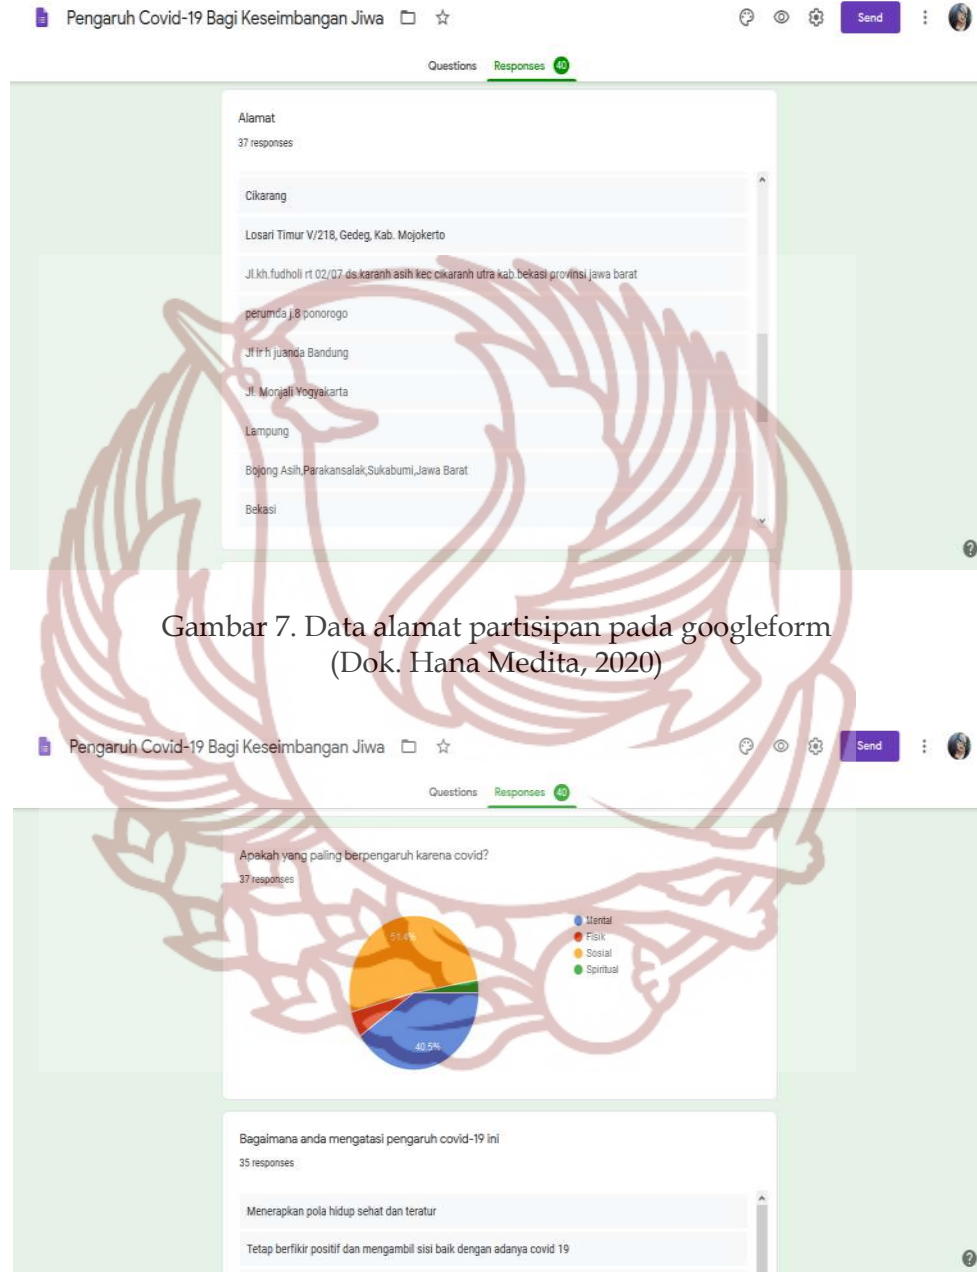 Pengaruh Covid-19 Bagi Keseimbangan Jiwa
Send
Questions Responses 40
Alamat
37 responses
Cikarang
Losari Timur V/218, Gedeg, Kab. Mojokerto
Jl.kh.fudholi rt 02/07 ds.karanh asih kec cikaranh utra kab.bekasi provinsi jawa barat
perumda j.8 ponorogo
Jl ir h juanda Bandung
Jl. Monjali Yogyakarta
Lampung
Bojong Asih,Parakansalak,Sukabumi,Jawa Barat
Bekasi
Gambar 7. Data alamat partisipan pada googleform
(Dok. Hana Medita, 2020)
Pengaruh Covid-19 Bagi Keseimbangan Jiwa
Send
Questions Responses 40
Apakah yang paling berpengaruh karena covid?
37 responses
Mental
Fisik
Sosial
Spiritual
51.4%
40.5%
Bagaimana anda mengatasi pengaruh covid-19 ini
35 responses
Menerapkan pola hidup sehat dan teratur
Tetap berfikir positif dan mengambil sisi baik dengan adanya covid 19